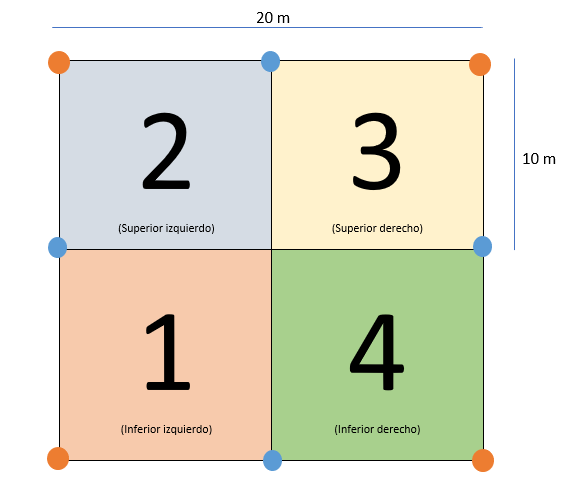 20 m
2
3
10 m
(Superior izquierdo)
(Superior derecho)
1
4
(Inferior izquierdo)
(Inferior derecho)